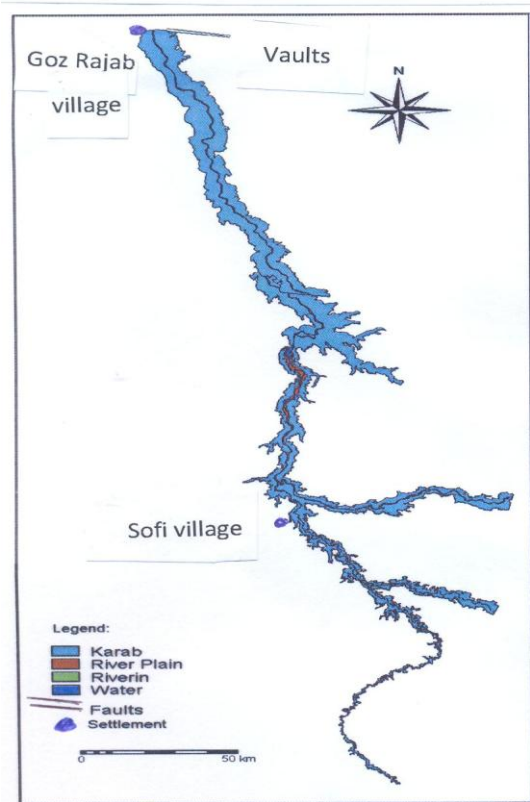 Goz Rajab
village
Vaults
N
Sofi village
Legend:
Karab
River Plain
Riverin
Water
Faults
Settlement
0 50 km